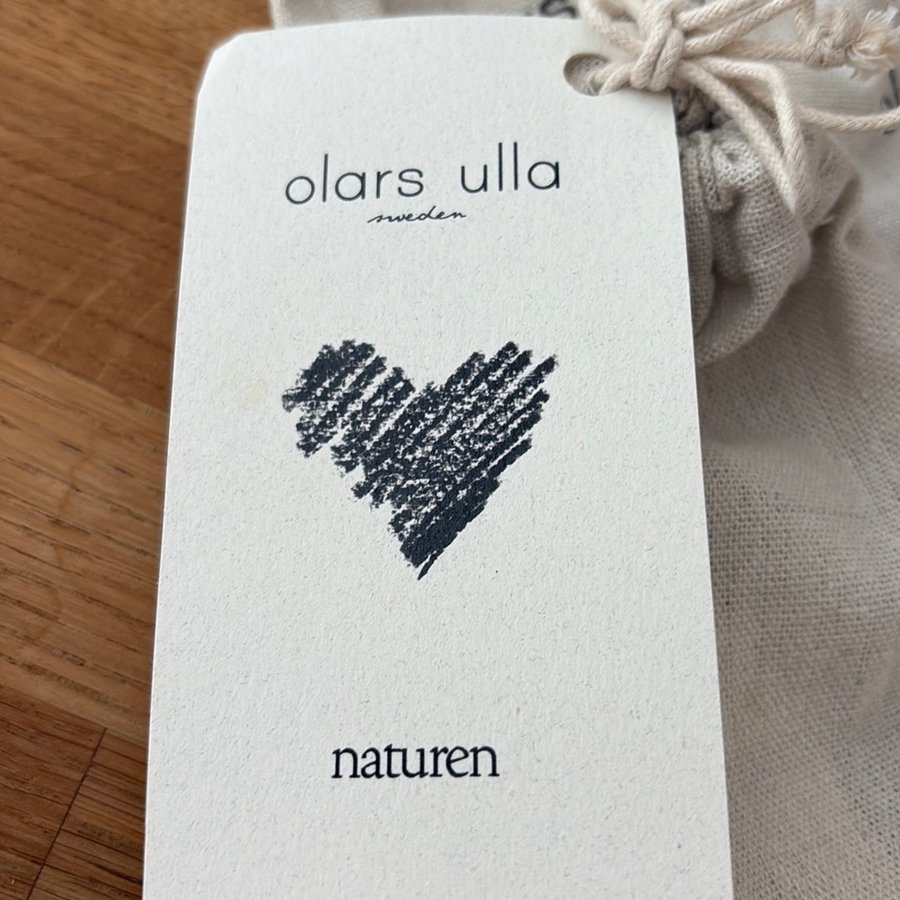 olars ulla
sweden
naturen